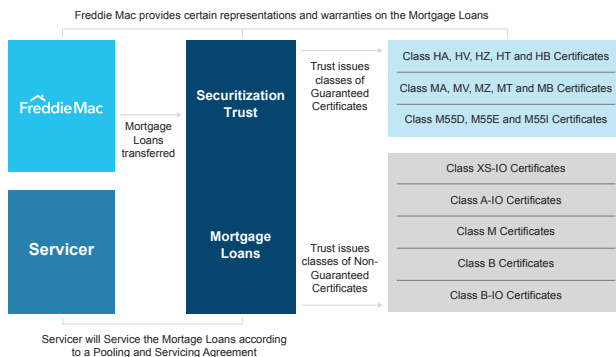 Freddie Mac provides certain representations and warranties on the Mortgage Loans
FreddieMac
Mortgage
Loans
transferred
Securitization
Trust
Trust issues
classes of
Guaranteed
Certificates
Class HA, HV, HZ, HT and HB Certificates
Class MA, MV, MZ, MT and MB Certificates
Class M55D, M55E and M55I Certificates
Servicer
Mortgage
Loans
Trust issues
classes of Non-
Guaranteed
Certificates
Class XS-IO Certificates
Class A-IO Certificates
Class M Certificates
Class B Certificates
Class B-IO Certificates
Servicer will Service the Mortage Loans according
to a Pooling and Servicing Agreement